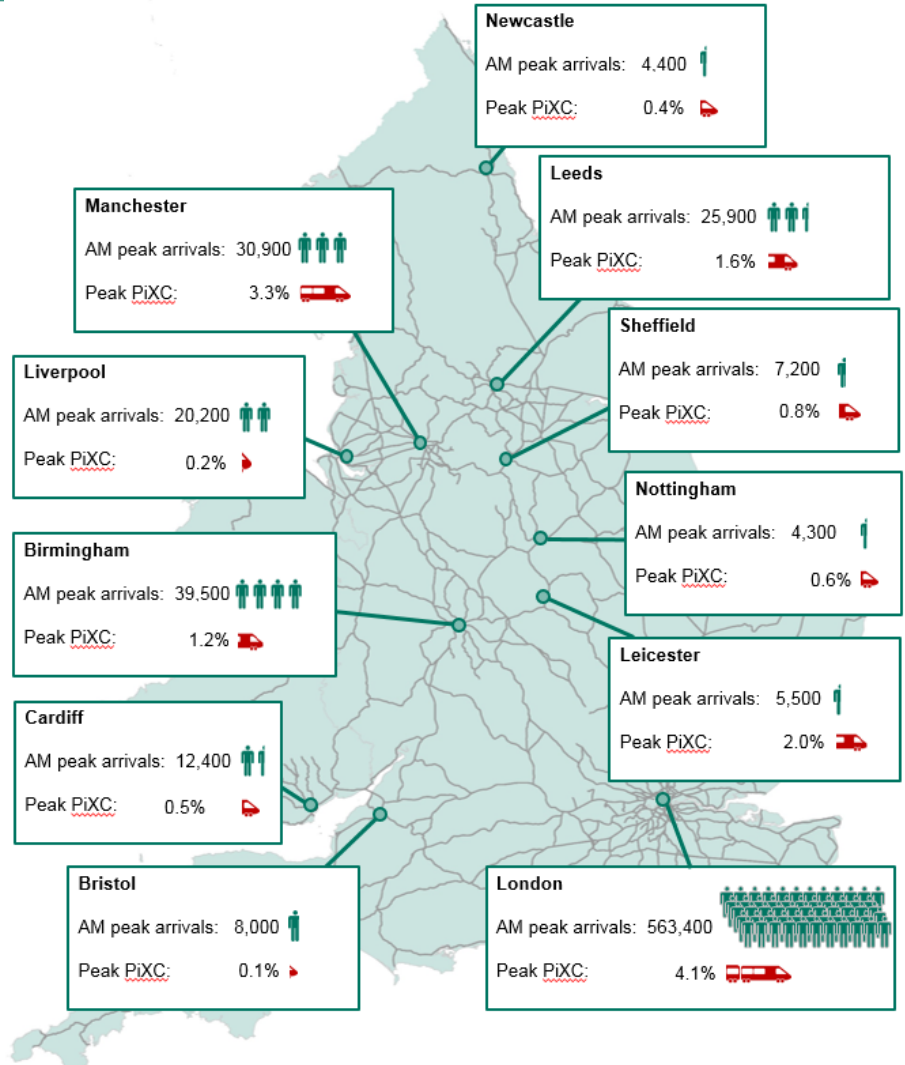 Newcastle
AM peak arrivals: 4,400
Peak PiXC: 0.4%
Leeds
AM peak arrivals: 25,900
Peak PiXC: 1.6%
Manchester
AM peak arrivals: 30,900
Peak PiXC: 3.3%
Sheffield
AM peak arrivals: 7,200
Peak PiXC: 0.8%
Liverpool
AM peak arrivals: 20,200
Peak PiXC: 0.2%
Nottingham
AM peak arrivals: 4,300
Peak PiXC: 0.6%
Birmingham
AM peak arrivals: 39,500
Peak PiXC: 1.2%
Leicester
AM peak arrivals: 5,500
Peak PiXC: 2.0%
Cardiff
AM peak arrivals: 12,400
Peak PiXC: 0.5%
Bristol
AM peak arrivals: 8,000
Peak PiXC: 0.1%
London
AM peak arrivals: 563,400
Peak PiXC: 4.1%